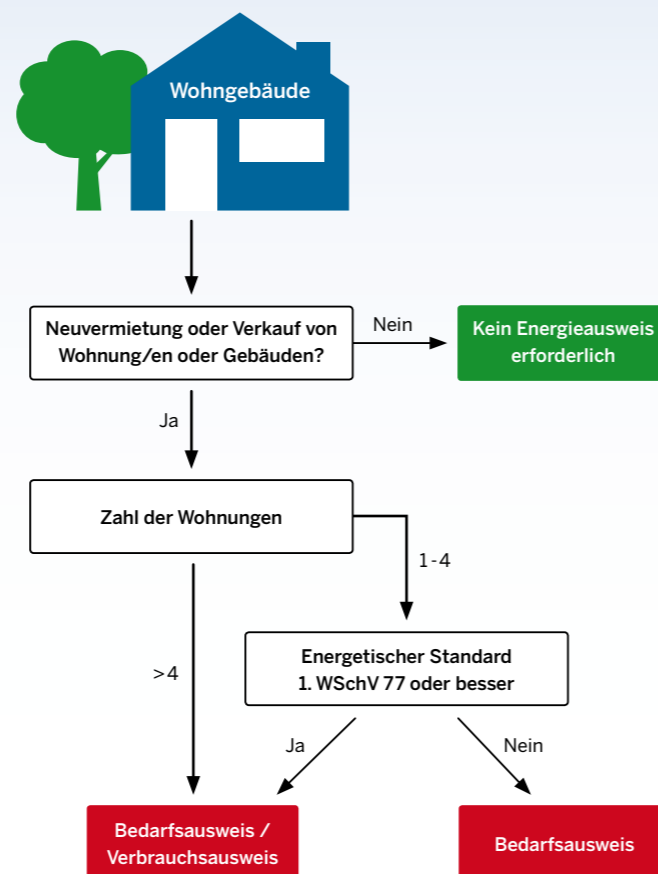 Wohngebäude
Neuvermietung oder Verkauf von
Wohnung/en oder Gebäuden?
Nein
Kein Energieausweis
erforderlich
Ja
Zahl der Wohnungen
1-4
>4
Energetischer Standard
1. WSchV 77 oder besser
Ja
Nein
Bedarfsausweis /
Verbrauchsausweis
Bedarfsausweis